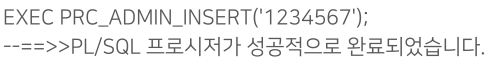 EXEC PRC_ADMIN_INSERT('1234567');
--==>>PL/SQL 프로시저가 성공적으로 완료되었습니다.